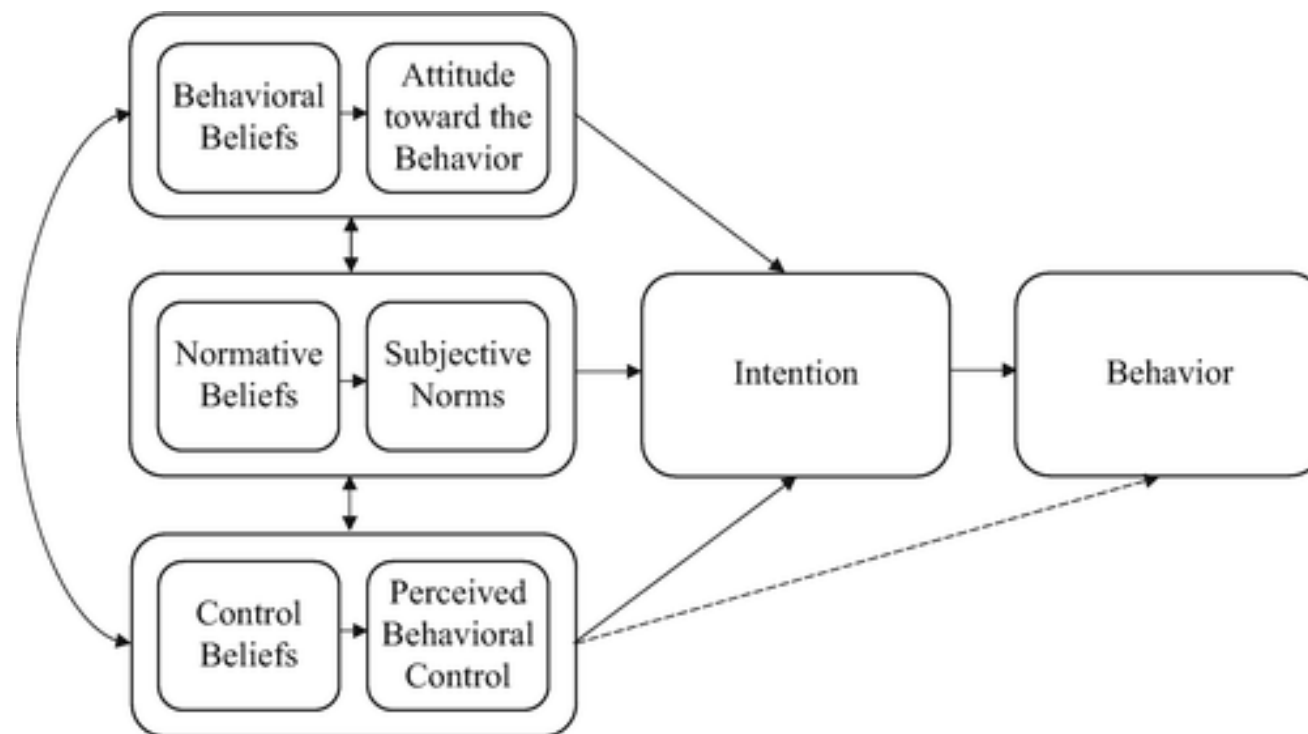 Behavioral
Beliefs
Attitude
toward the
Behavior
Normative
Beliefs
Subjective
Norms
Intention
Behavior
Control
Beliefs
Perceived
Behavioral
Control